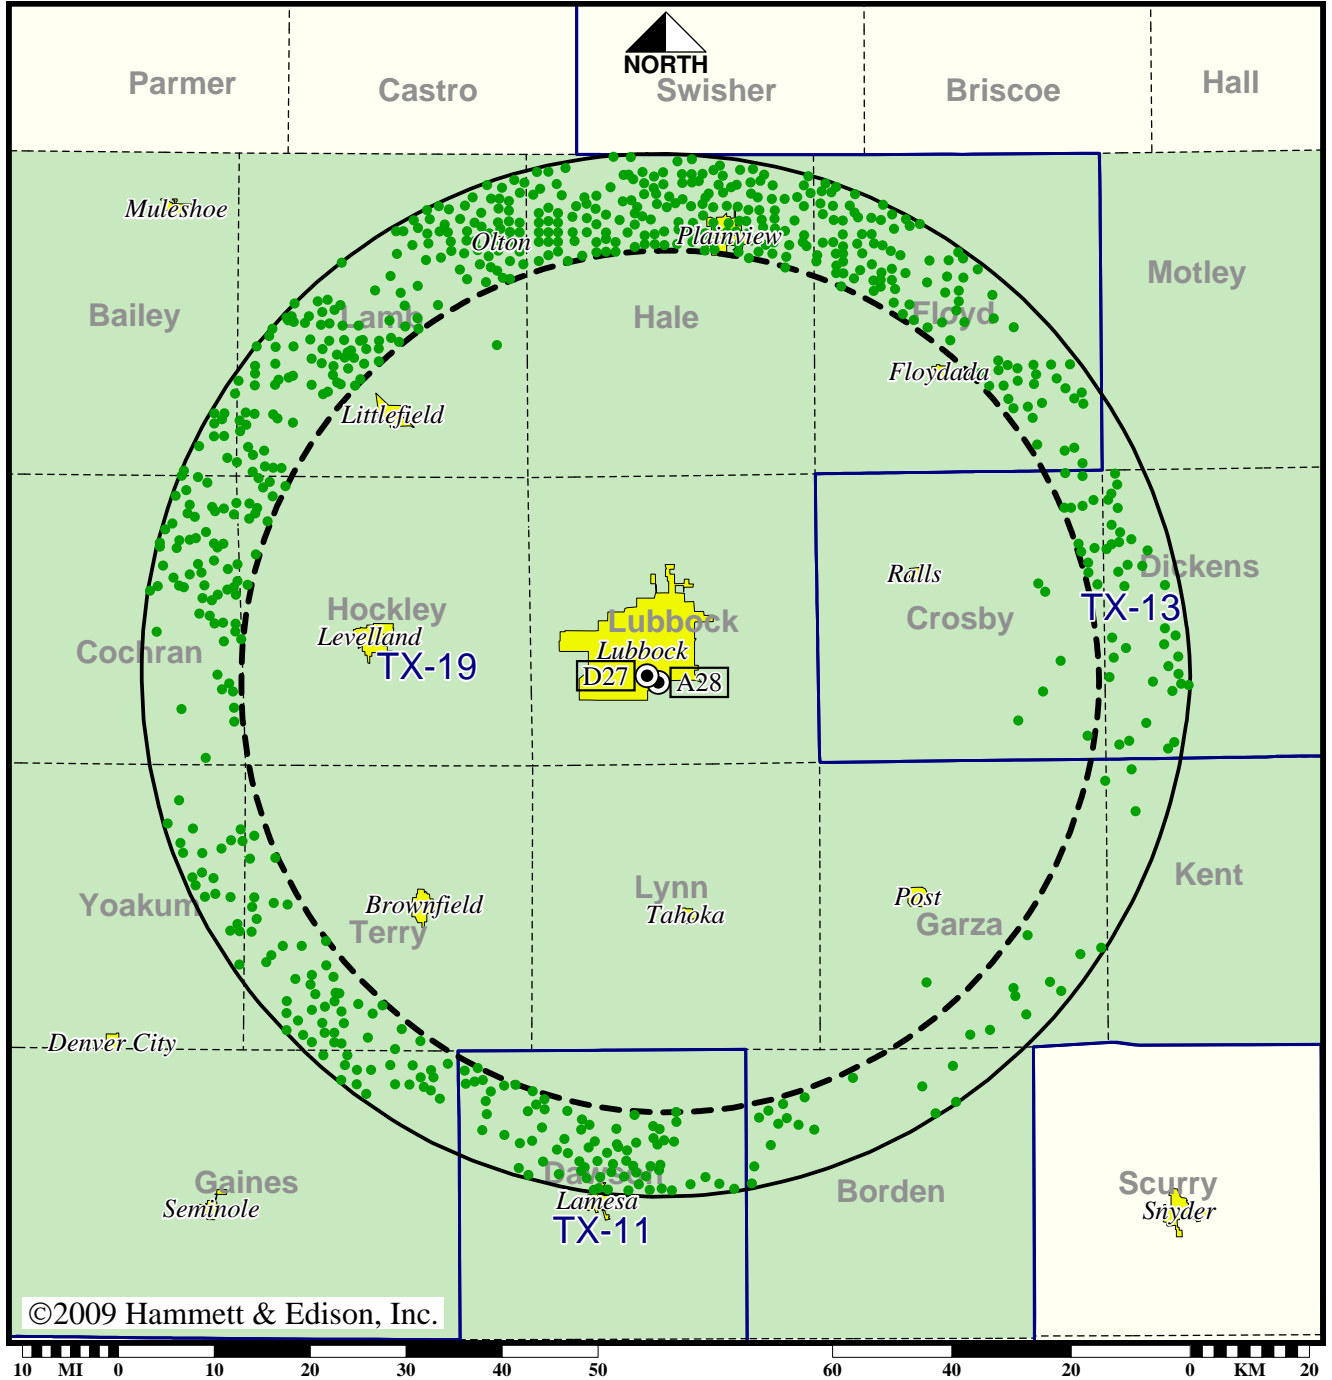 NORTH
Parmer
Castro
Swisher
Briscoe
Hall
Muleshoe
Olton
Plainview
Bailey
Lamb
Hale
Floyd
Motley
Floydada
Littlefield
Ralls
Dickens
Hockley
Lubbock
Crosby
TX-13
Levelland
Lubbock
Cochran
TX-19
D27
A28
Yoakum
Brownfield
Terry
Lynn
Tahoka
Post
Garza
Kent
Denver City
Gaines
Seminole
Dawson
Lamesa
TX-11
Borden
Scurry
Snyder
©2009 Hammett & Edison, Inc.
10 MI 0 10 20 30 40 50 60 40 20 0 KM 20